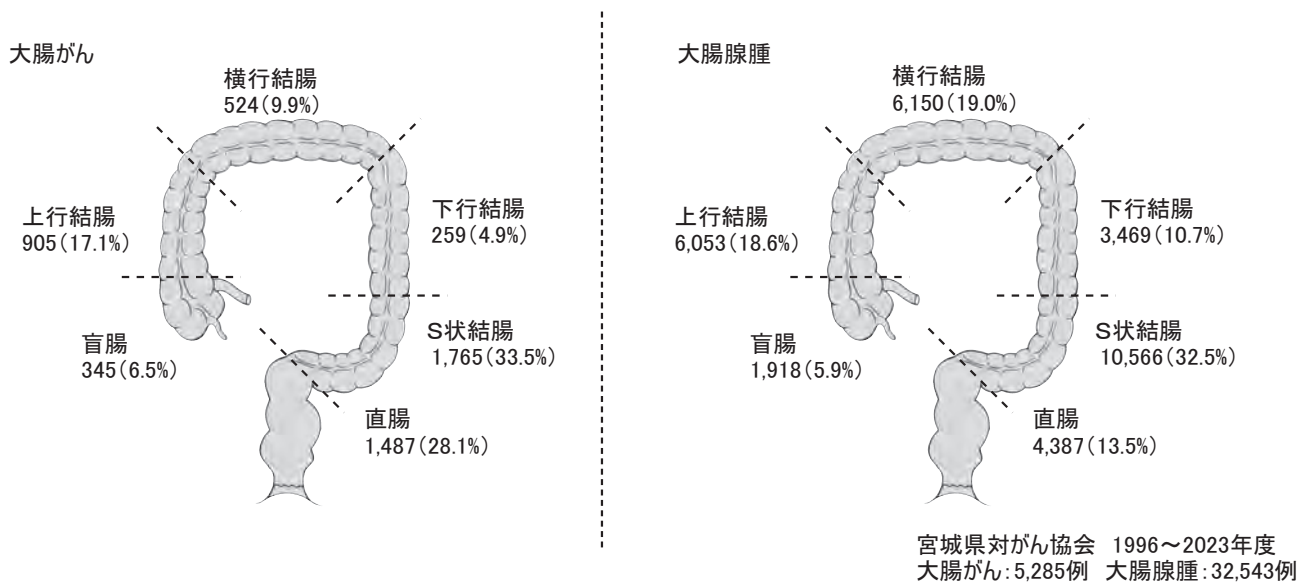 大腸がん
横行結腸
524(9.9%)
上行結腸
905(17.1%)
下行結腸
259(4.9%)
盲腸
345(6.5%)
S状結腸
1,765(33.5%)
直腸
1,487(28.1%)
大腸腺腫
横行結腸
6,150(19.0%)
上行結腸
6,053(18.6%)
下行結腸
3,469(10.7%)
盲腸
1,918(5.9%)
S状結腸
10,566(32.5%)
直腸
4,387(13.5%)
宮城県対がん協会 1996～2023年度
大腸がん：5,285例 大腸腺腫：32,543例